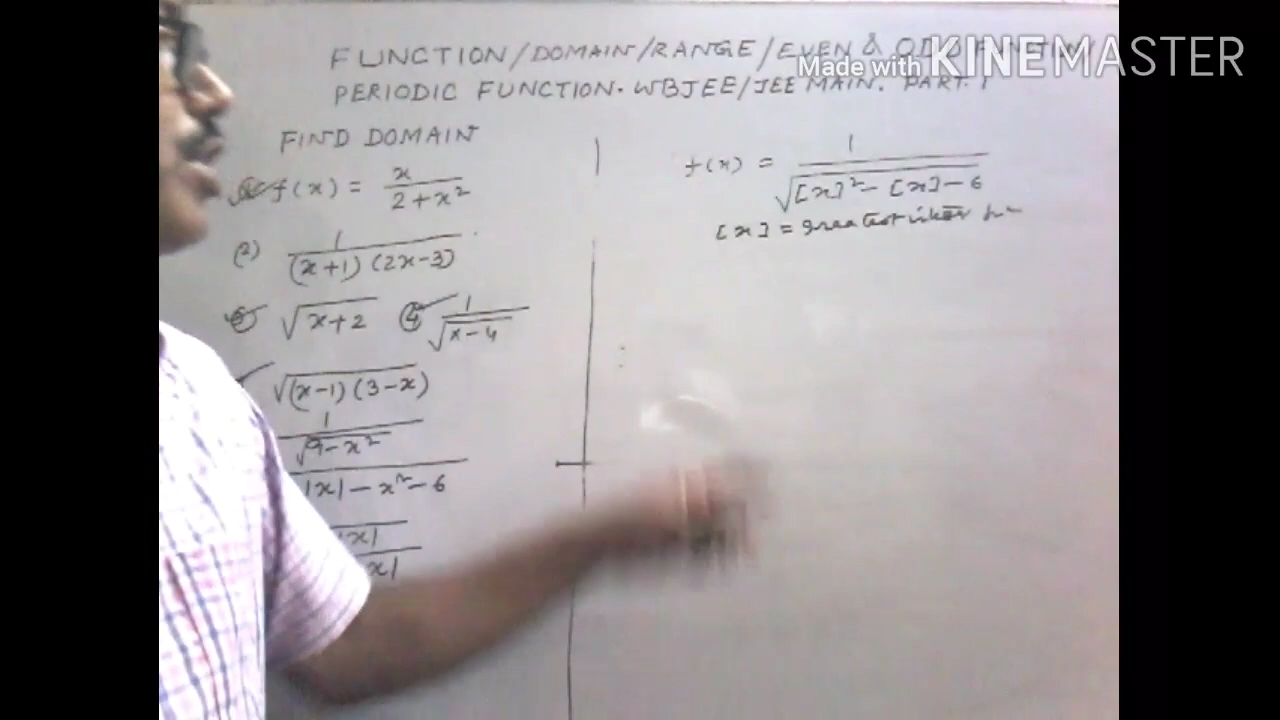 FUNCTION/DOMAIN/RANGE/EVEN & ODD
Made with KINEMASTER
PERIODIC FUNCTION. WBJEE/JEE MAIN. PART. 1
FIND DOMAIN
f(x) = x / 2+x²
(2) 1 / (x+1)(2x-3)
√x+2 (4) 1 / √x-4
√(x-1)(3-x)
1 / √9-x²
|x|-x²-6
|x|
x|
f(x) = 1 / √[x]²-[x]-6
[x] = greatest